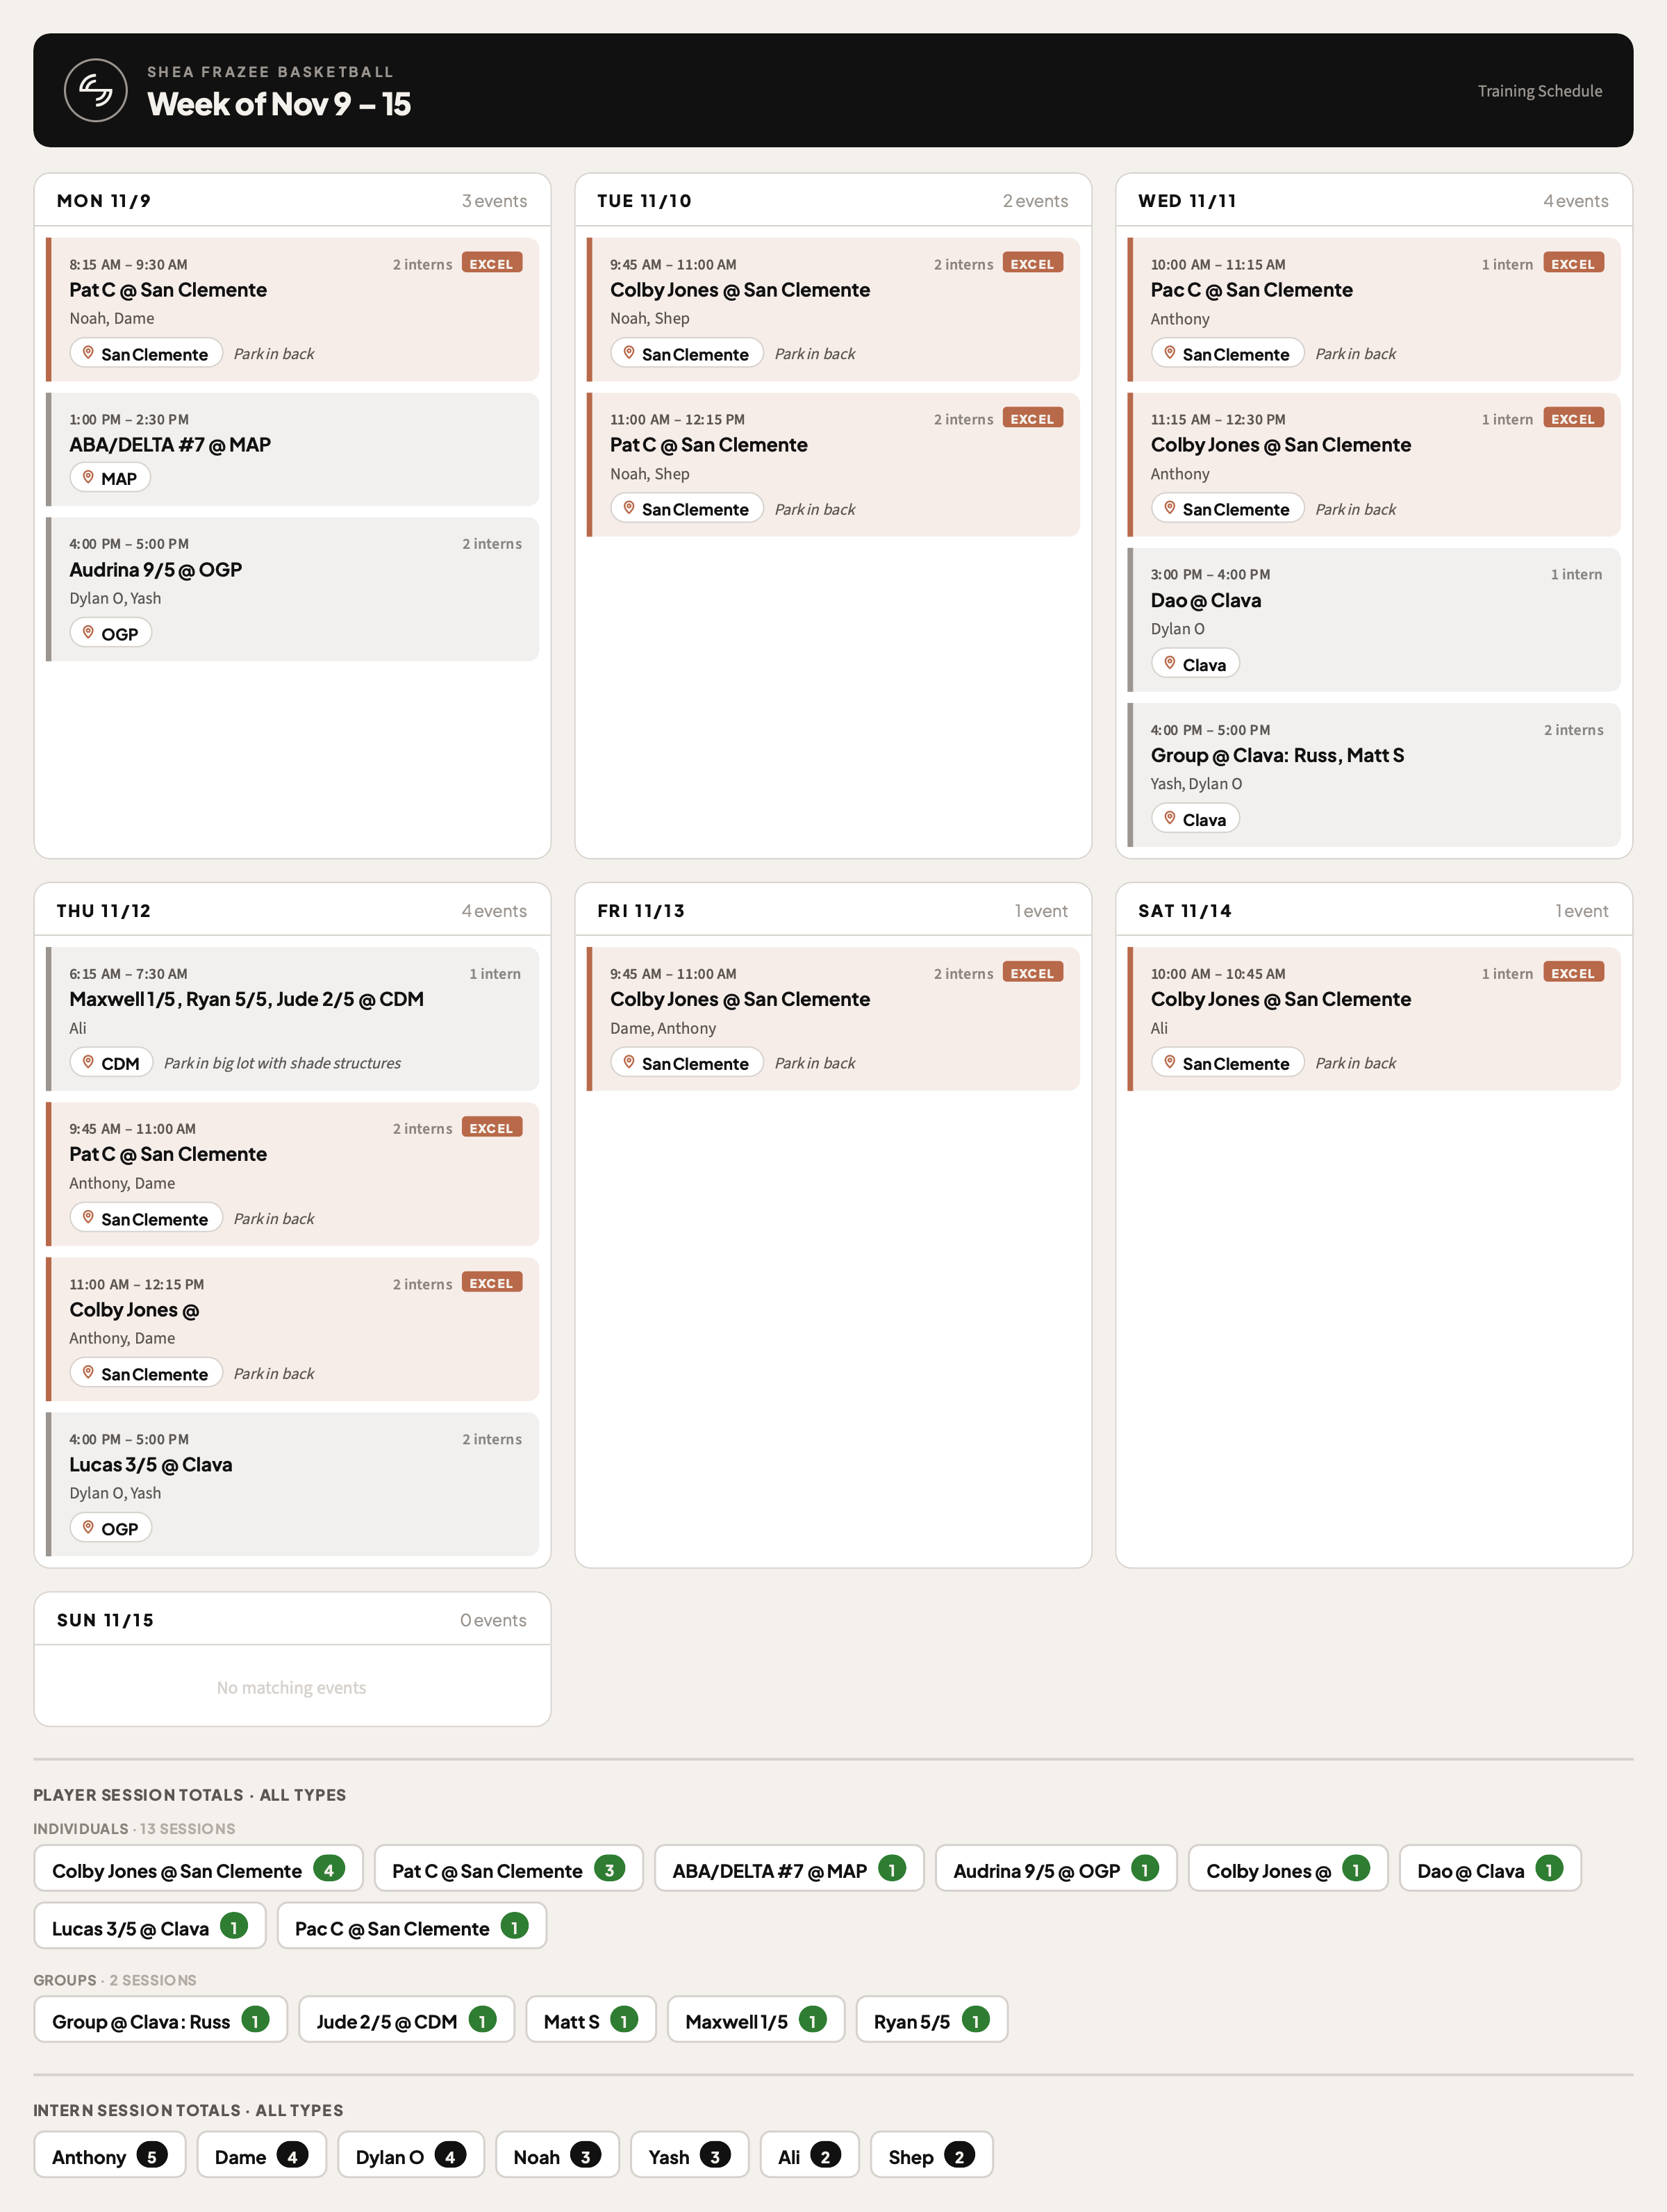 SHEA FRAZEE BASKETBALL
Week of Nov 9 – 15
Training Schedule
MON 11/9 3 events
8:15 AM – 9:30 AM 2 interns EXCEL
Pat C @ San Clemente
Noah, Dame
San Clemente Park in back
1:00 PM – 2:30 PM
ABA/DELTA #7 @ MAP
MAP
4:00 PM – 5:00 PM 2 interns
Audrina 9/5 @ OGP
Dylan O, Yash
OGP
TUE 11/10 2 events
9:45 AM – 11:00 AM 2 interns EXCEL
Colby Jones @ San Clemente
Noah, Shep
San Clemente Park in back
11:00 AM – 12:15 PM 2 interns EXCEL
Pat C @ San Clemente
Noah, Shep
San Clemente Park in back
WED 11/11 4 events
10:00 AM – 11:15 AM 1 intern EXCEL
Pac C @ San Clemente
Anthony
San Clemente Park in back
11:15 AM – 12:30 PM 1 intern EXCEL
Colby Jones @ San Clemente
Anthony
San Clemente Park in back
3:00 PM – 4:00 PM 1 intern
Dao @ Clava
Dylan O
Clava
4:00 PM – 5:00 PM 2 interns
Group @ Clava: Russ, Matt S
Yash, Dylan O
Clava
THU 11/12 4 events
6:15 AM – 7:30 AM 1 intern
Maxwell 1/5, Ryan 5/5, Jude 2/5 @ CDM
Ali
CDM Park in big lot with shade structures
9:45 AM – 11:00 AM 2 interns EXCEL
Pat C @ San Clemente
Anthony, Dame
San Clemente Park in back
11:00 AM – 12:15 PM 2 interns EXCEL
Colby Jones @
Anthony, Dame
San Clemente Park in back
4:00 PM – 5:00 PM 2 interns
Lucas 3/5 @ Clava
Dylan O, Yash
OGP
FRI 11/13 1 event
9:45 AM – 11:00 AM 2 interns EXCEL
Colby Jones @ San Clemente
Dame, Anthony
San Clemente Park in back
SAT 11/14 1 event
10:00 AM – 10:45 AM 1 intern EXCEL
Colby Jones @ San Clemente
Ali
San Clemente Park in back
SUN 11/15 0 events
No matching events
PLAYER SESSION TOTALS · ALL TYPES
INDIVIDUALS · 13 SESSIONS
Colby Jones @ San Clemente 4 Pat C @ San Clemente 3 ABA/DELTA #7 @ MAP 1 Audrina 9/5 @ OGP 1 Colby Jones @ 1 Dao @ Clava 1
Lucas 3/5 @ Clava 1 Pac C @ San Clemente 1
GROUPS · 2 SESSIONS
Group @ Clava: Russ 1 Jude 2/5 @ CDM 1 Matt S 1 Maxwell 1/5 1 Ryan 5/5 1
INTERN SESSION TOTALS · ALL TYPES
Anthony 5 Dame 4 Dylan O 4 Noah 3 Yash 3 Ali 2 Shep 2